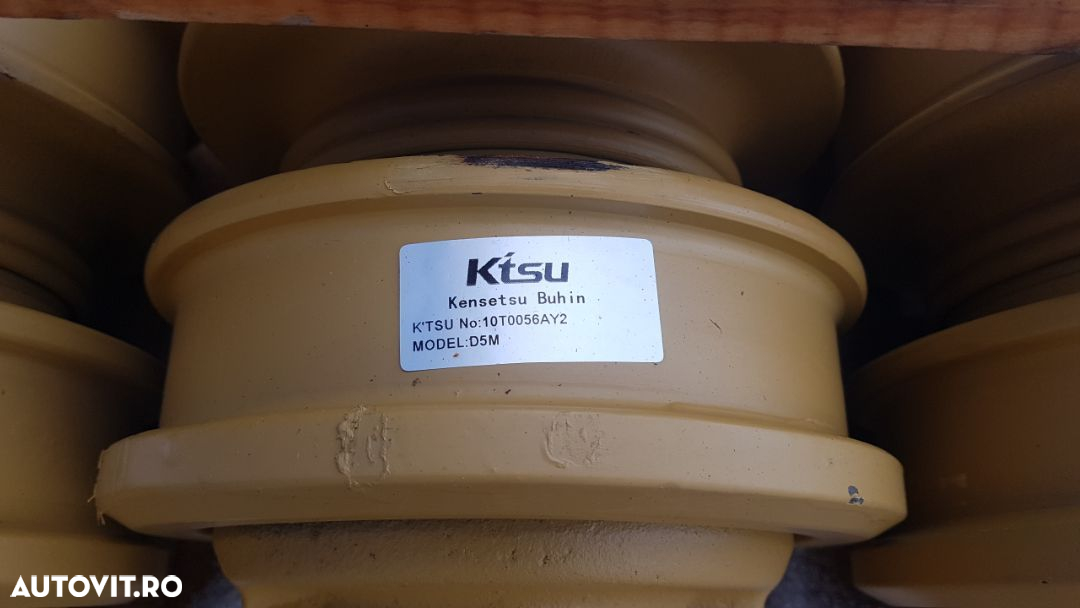 K'tsu
Kensetsu Buhin
K'TSU No:10T0056AY2
MODEL:D5M
AUTOVIT.RO